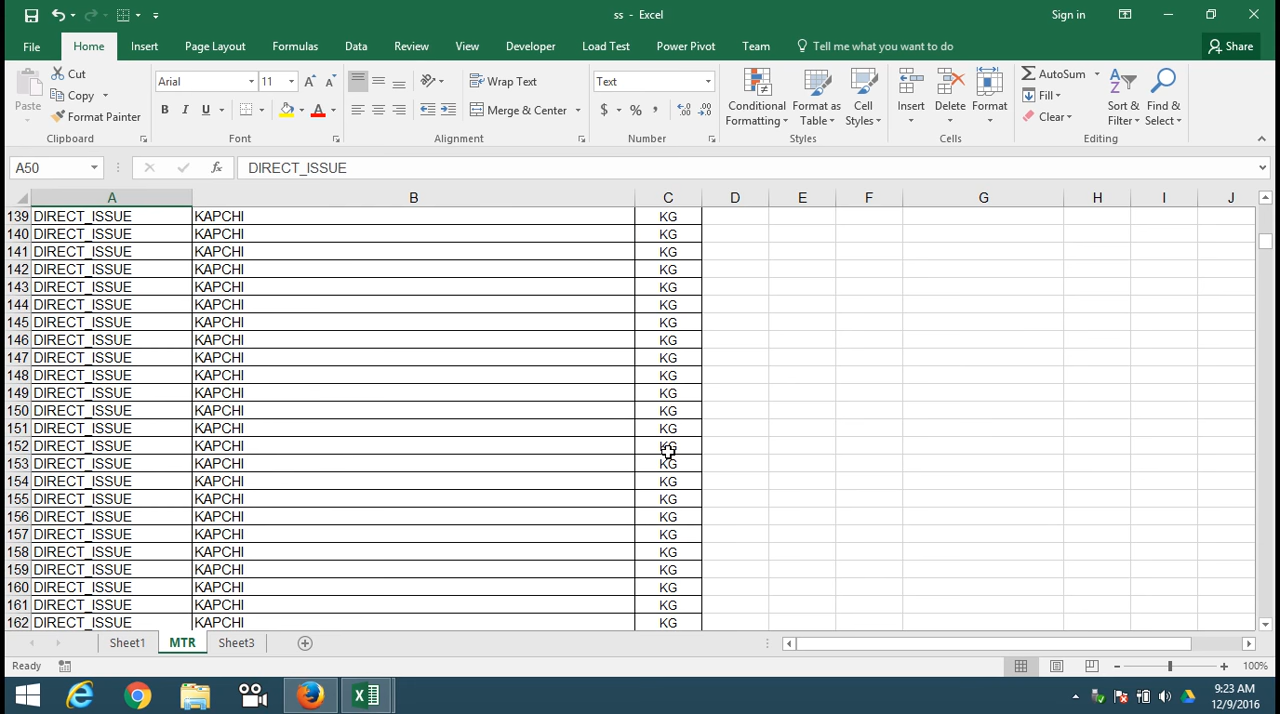 ss - Excel
Sign in
File Home Insert Page Layout Formulas Data Review View Developer Load Test Power Pivot Team Tell me what you want to do Share
Paste
Cut
Copy
Format Painter
Clipboard
Arial 11
B I U A
Font
Wrap Text
Merge & Center
Alignment
Text
$ % ,
Number
Conditional Formatting
Format as Table
Cell Styles
Styles
Insert Delete Format
Cells
AutoSum
Fill
Clear
Sort & Filter
Find & Select
Editing
A50 fx DIRECT_ISSUE
A B C D E F G H I J
139 DIRECT_ISSUE KAPCHI KG
140 DIRECT_ISSUE KAPCHI KG
141 DIRECT_ISSUE KAPCHI KG
142 DIRECT_ISSUE KAPCHI KG
143 DIRECT_ISSUE KAPCHI KG
144 DIRECT_ISSUE KAPCHI KG
145 DIRECT_ISSUE KAPCHI KG
146 DIRECT_ISSUE KAPCHI KG
147 DIRECT_ISSUE KAPCHI KG
148 DIRECT_ISSUE KAPCHI KG
149 DIRECT_ISSUE KAPCHI KG
150 DIRECT_ISSUE KAPCHI KG
151 DIRECT_ISSUE KAPCHI KG
152 DIRECT_ISSUE KAPCHI KG
153 DIRECT_ISSUE KAPCHI KG
154 DIRECT_ISSUE KAPCHI KG
155 DIRECT_ISSUE KAPCHI KG
156 DIRECT_ISSUE KAPCHI KG
157 DIRECT_ISSUE KAPCHI KG
158 DIRECT_ISSUE KAPCHI KG
159 DIRECT_ISSUE KAPCHI KG
160 DIRECT_ISSUE KAPCHI KG
161 DIRECT_ISSUE KAPCHI KG
162 DIRECT_ISSUE KAPCHI KG
Sheet1 MTR Sheet3
Ready 100%
9:23 AM
12/9/2016